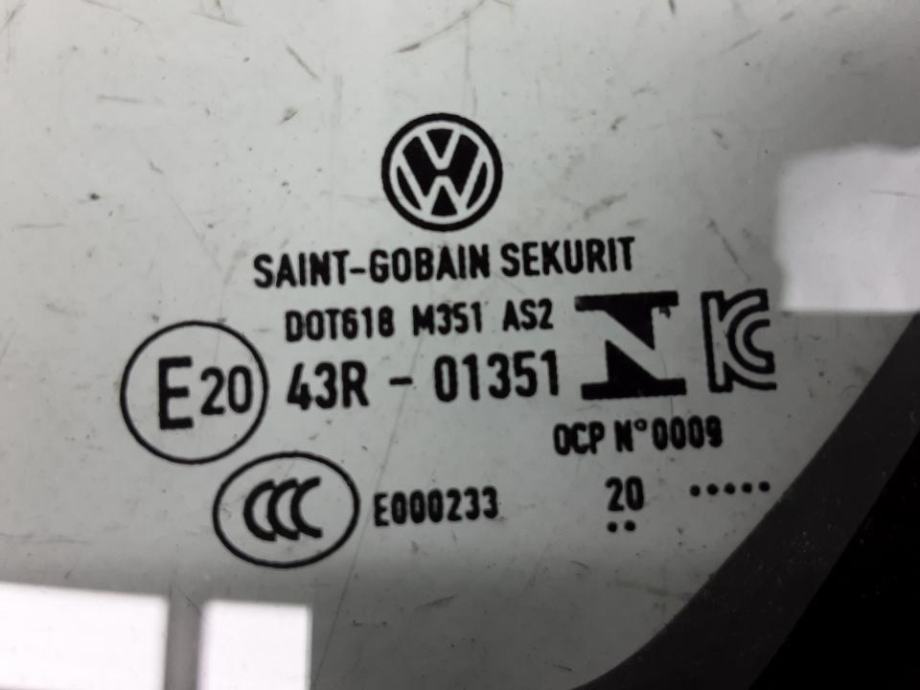 SAINT-GOBAIN SEKURIT
DOT618 M351 AS2
E20 43R - 01351
OCP N°0009
CCC E000233 20